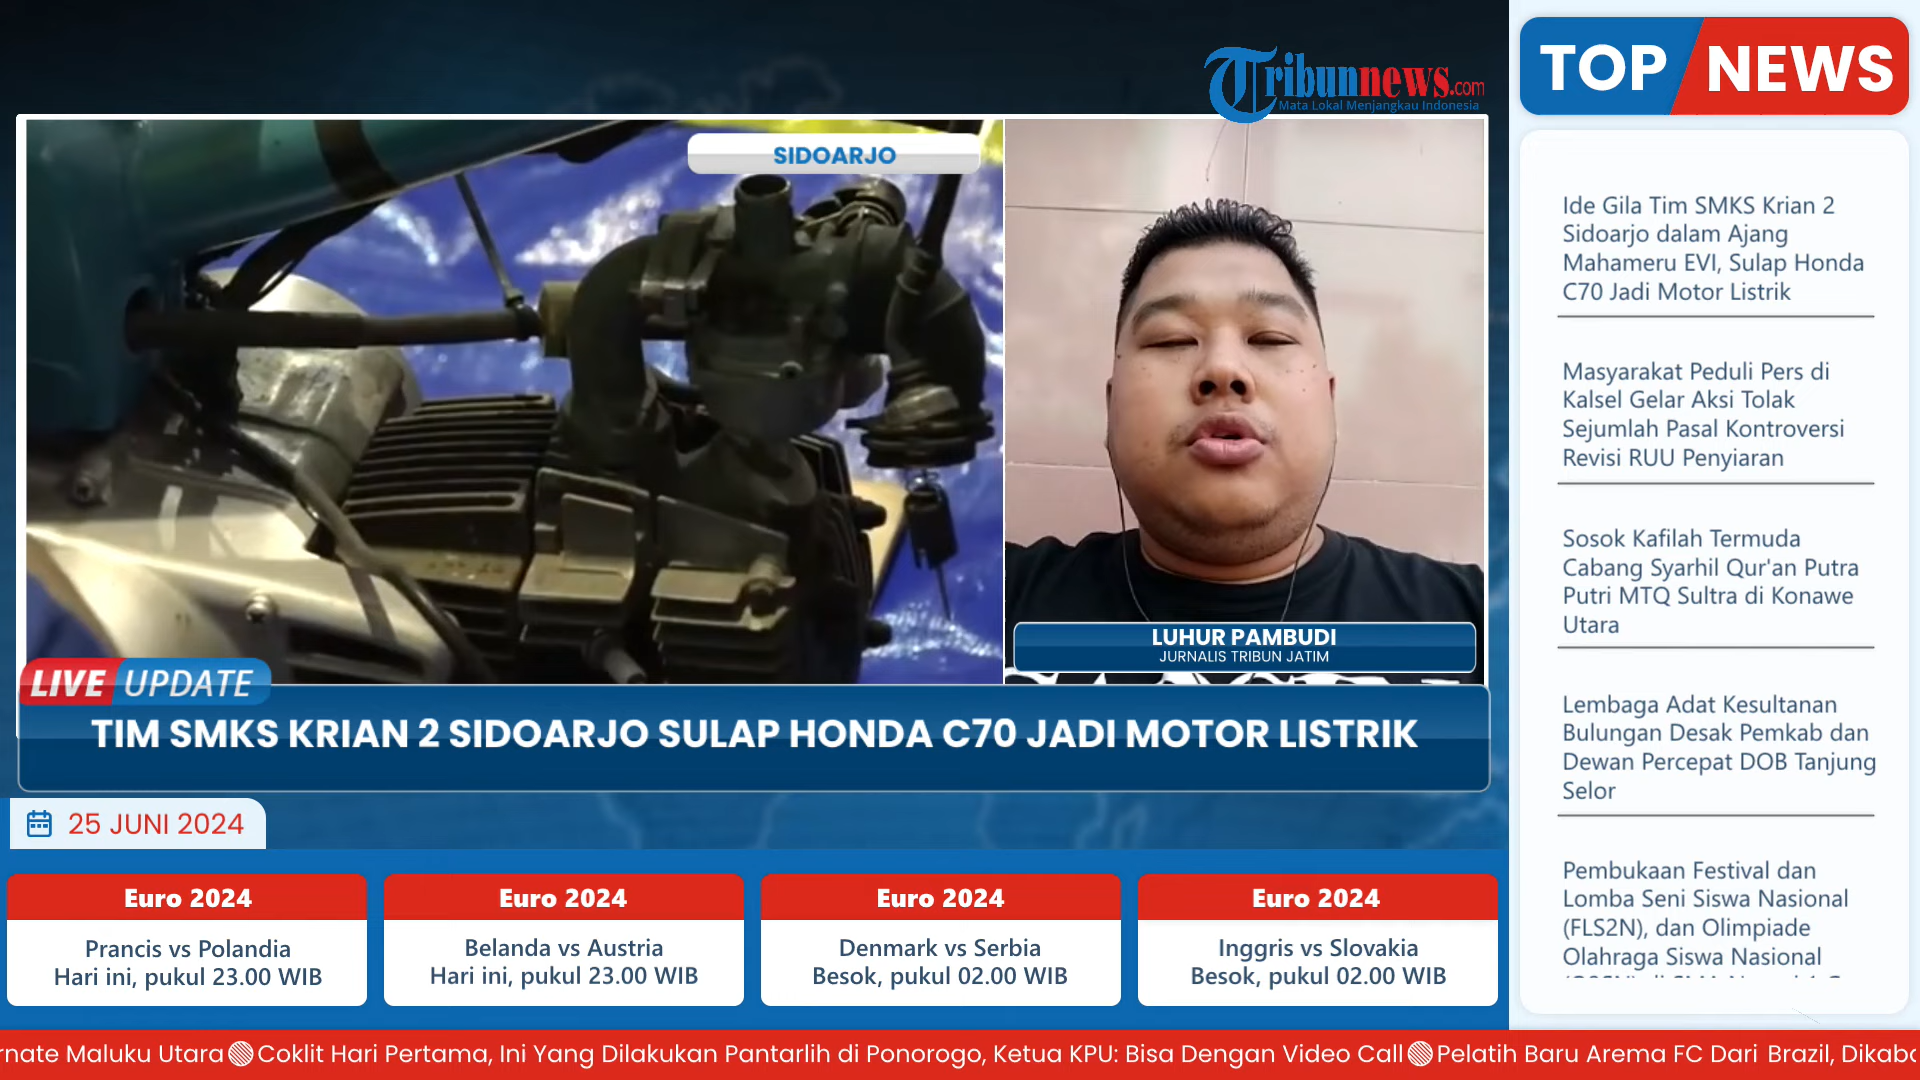 Tribunnews.com
Mata Lokal Menjangkau Indonesia
SIDOARJO
LUHUR PAMBUDI
JURNALIS TRIBUN JATIM
LIVE UPDATE
TIM SMKS KRIAN 2 SIDOARJO SULAP HONDA C70 JADI MOTOR LISTRIK
25 JUNI 2024
Euro 2024
Prancis vs Polandia
Hari ini, pukul 23.00 WIB
Euro 2024
Belanda vs Austria
Hari ini, pukul 23.00 WIB
Euro 2024
Denmark vs Serbia
Besok, pukul 02.00 WIB
Euro 2024
Inggris vs Slovakia
Besok, pukul 02.00 WIB
TOP NEWS
Ide Gila Tim SMKS Krian 2
Sidoarjo dalam Ajang
Mahameru EVI, Sulap Honda
C70 Jadi Motor Listrik
Masyarakat Peduli Pers di
Kalsel Gelar Aksi Tolak
Sejumlah Pasal Kontroversi
Revisi RUU Penyiaran
Sosok Kafilah Termuda
Cabang Syarhil Qur'an Putra
Putri MTQ Sultra di Konawe
Utara
Lembaga Adat Kesultanan
Bulungan Desak Pemkab dan
Dewan Percepat DOB Tanjung
Selor
Pembukaan Festival dan
Lomba Seni Siswa Nasional
(FLS2N), dan Olimpiade
Olahraga Siswa Nasional
rnate Maluku Utara Coklit Hari Pertama, Ini Yang Dilakukan Pantarlih di Ponorogo, Ketua KPU: Bisa Dengan Video Call Pelatih Baru Arema FC Dari Brazil, Dikab